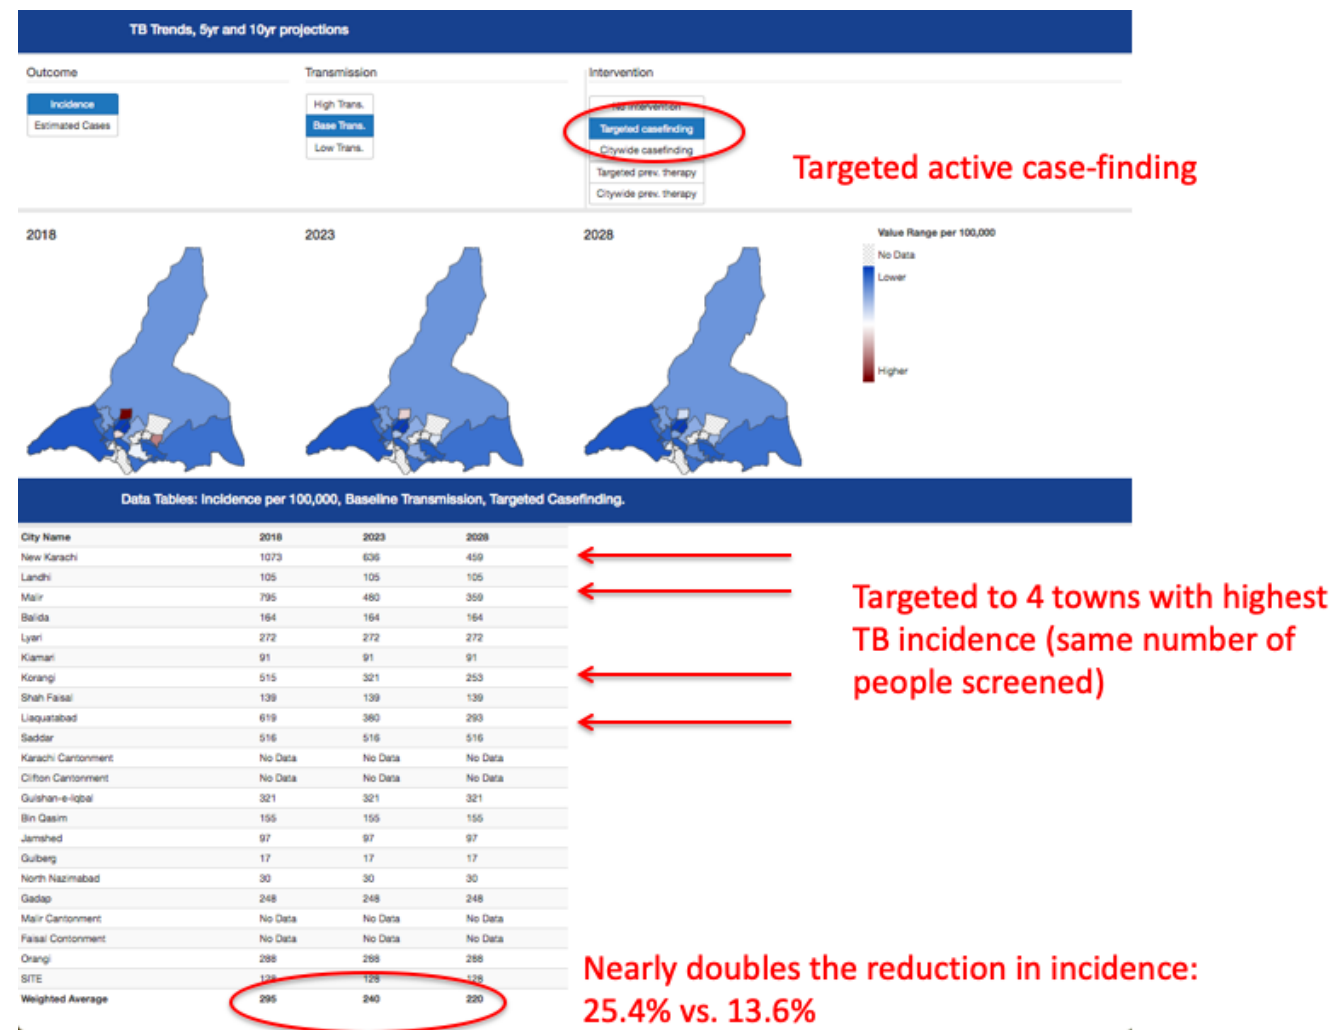 TB Trends, 5yr and 10yr projections
Outcome Transmission Intervention
Incidence
Estimated Cases
High Trans.
Base Trans.
Low Trans.
No Intervention
Targeted casefinding
Citywide casefinding
Targeted prev. therapy
Citywide prev. therapy
Targeted active case-finding
2018 2023 2028
Value Range per 100,000
No Data
Lower
Higher
Data Tables: Incidence per 100,000, Baseline Transmission, Targeted Casefinding.
City Name 2018 2023 2028
New Karachi 1073 636 459
Landhi 105 105 105
Malir 795 480 359
Baldia 164 164 164
Lyari 272 272 272
Kiamari 91 91 91
Korangi 515 321 253
Shah Faisal 139 139 139
Liaquatabad 619 380 293
Saddar 516 516 516
Karachi Cantonment No Data No Data No Data
Clifton Cantonment No Data No Data No Data
Gulshan-e-Iqbal 321 321 321
Bin Qasim 155 155 155
Jamshed 97 97 97
Gulberg 17 17 17
North Nazimabad 30 30 30
Gadap 248 248 248
Malir Cantonment No Data No Data No Data
Faisal Contonment No Data No Data No Data
Orangi 288 288 288
SITE 128 128 128
Weighted Average 295 240 220
Targeted to 4 towns with highest
TB incidence (same number of
people screened)
Nearly doubles the reduction in incidence:
25.4% vs. 13.6%